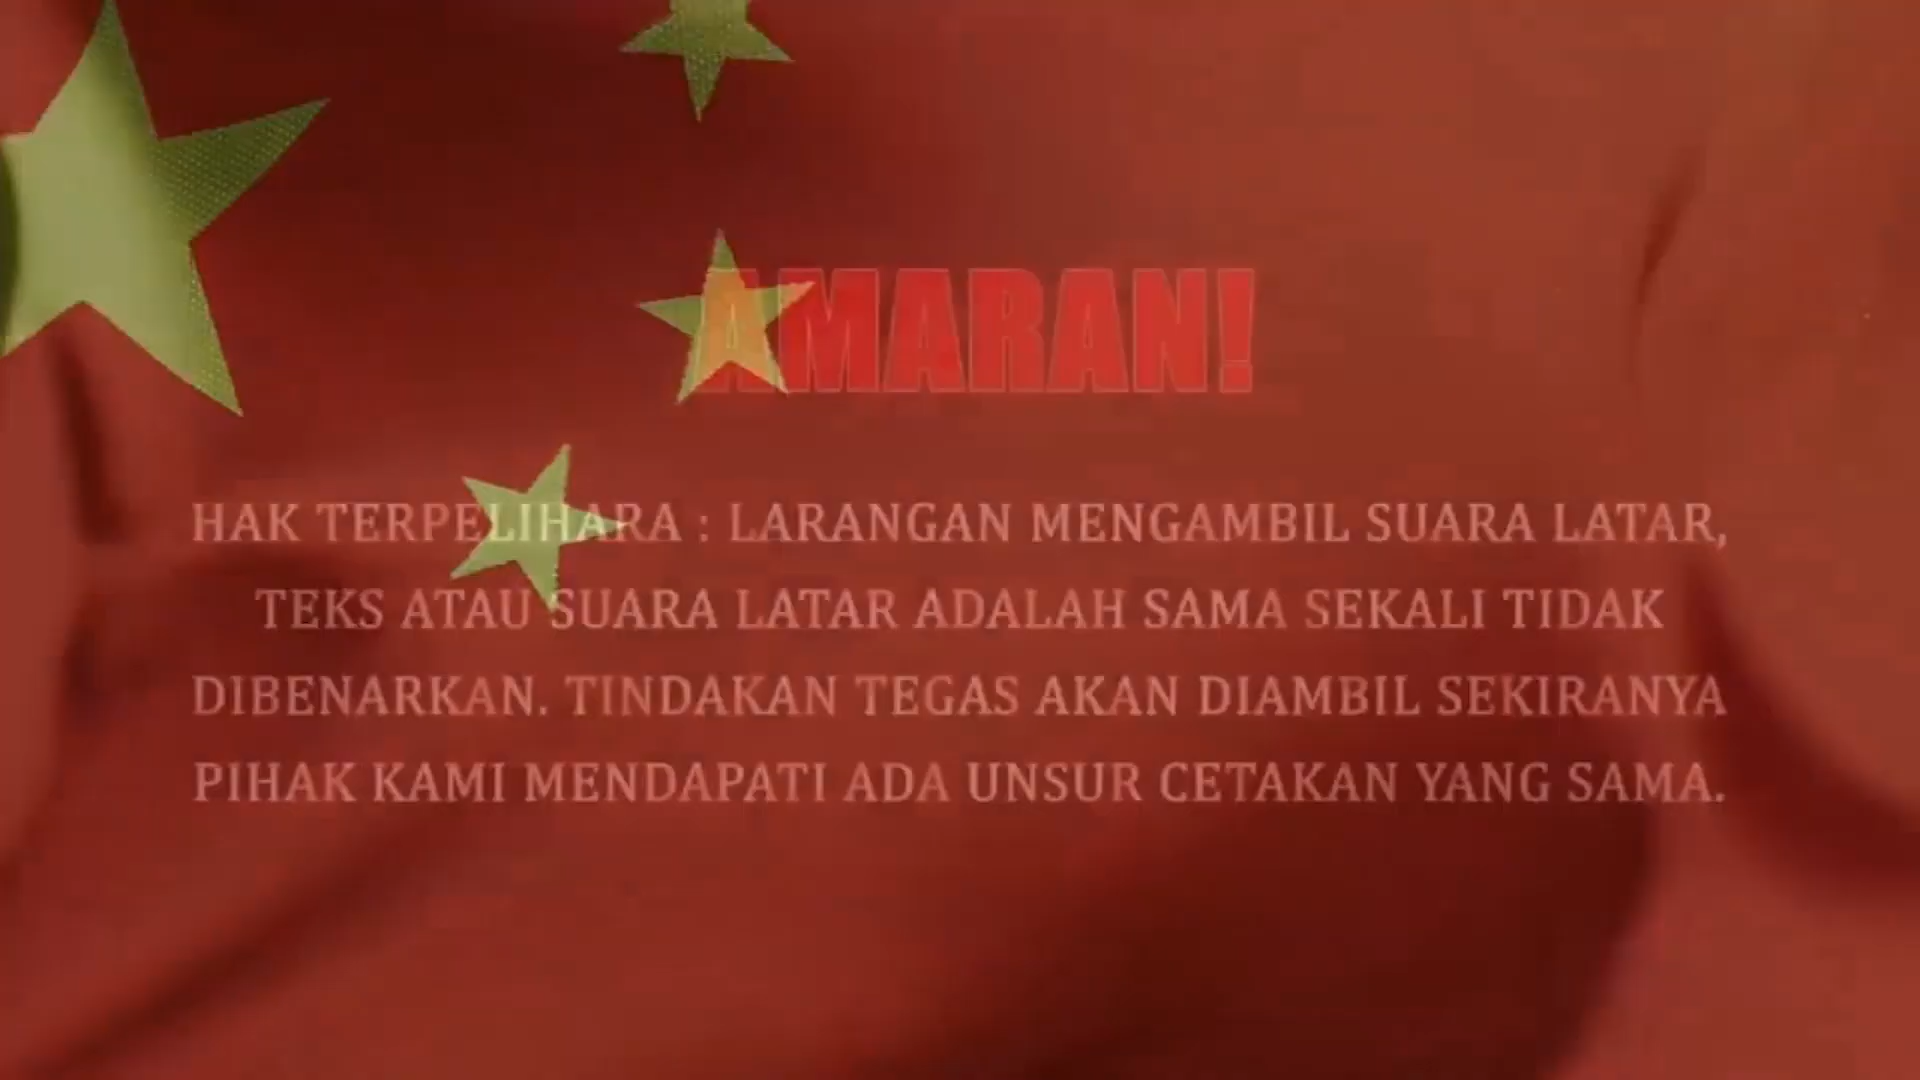 AMARAN!
HAK TERPELIHARA : LARANGAN MENGAMBIL SUARA LATAR,
TEKS ATAU SUARA LATAR ADALAH SAMA SEKALI TIDAK
DIBENARKAN. TINDAKAN TEGAS AKAN DIAMBIL SEKIRANYA
PIHAK KAMI MENDAPATI ADA UNSUR CETAKAN YANG SAMA.